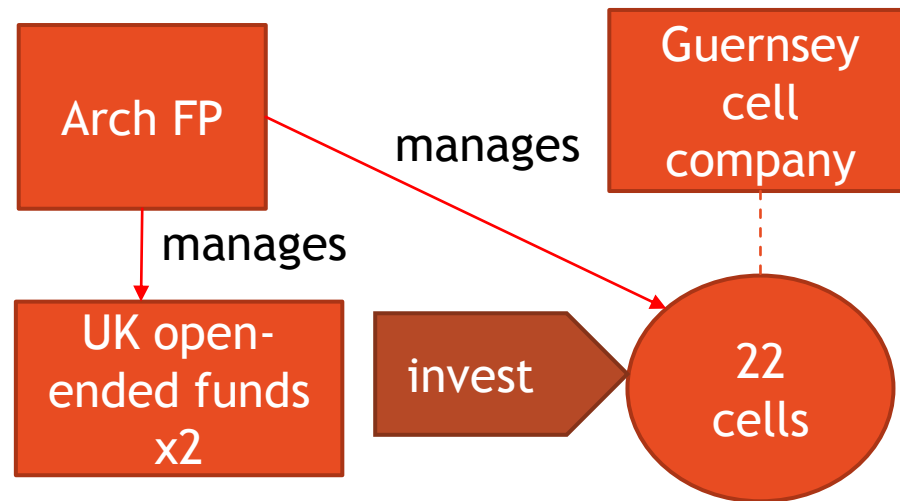 Arch FP
manages
Guernsey
cell
company
manages
UK open-
ended funds
x2
invest
22
cells